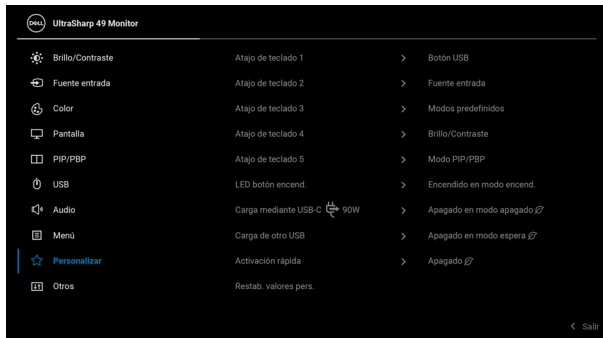 DELL UltraSharp 49 Monitor
Brillo/Contraste Atajo de teclado 1 > Botón USB
Fuente entrada Atajo de teclado 2 > Fuente entrada
Color Atajo de teclado 3 > Modos predefinidos
Pantalla Atajo de teclado 4 > Brillo/Contraste
PIP/PBP Atajo de teclado 5 > Modo PIP/PBP
USB LED botón encend. > Encendido en modo encend.
Audio Carga mediante USB-C 90W > Apagado en modo apagado
Menú Carga de otro USB > Apagado en modo espera
Personalizar Activación rápida > Apagado
Otros Restab. valores pers.
< Salir